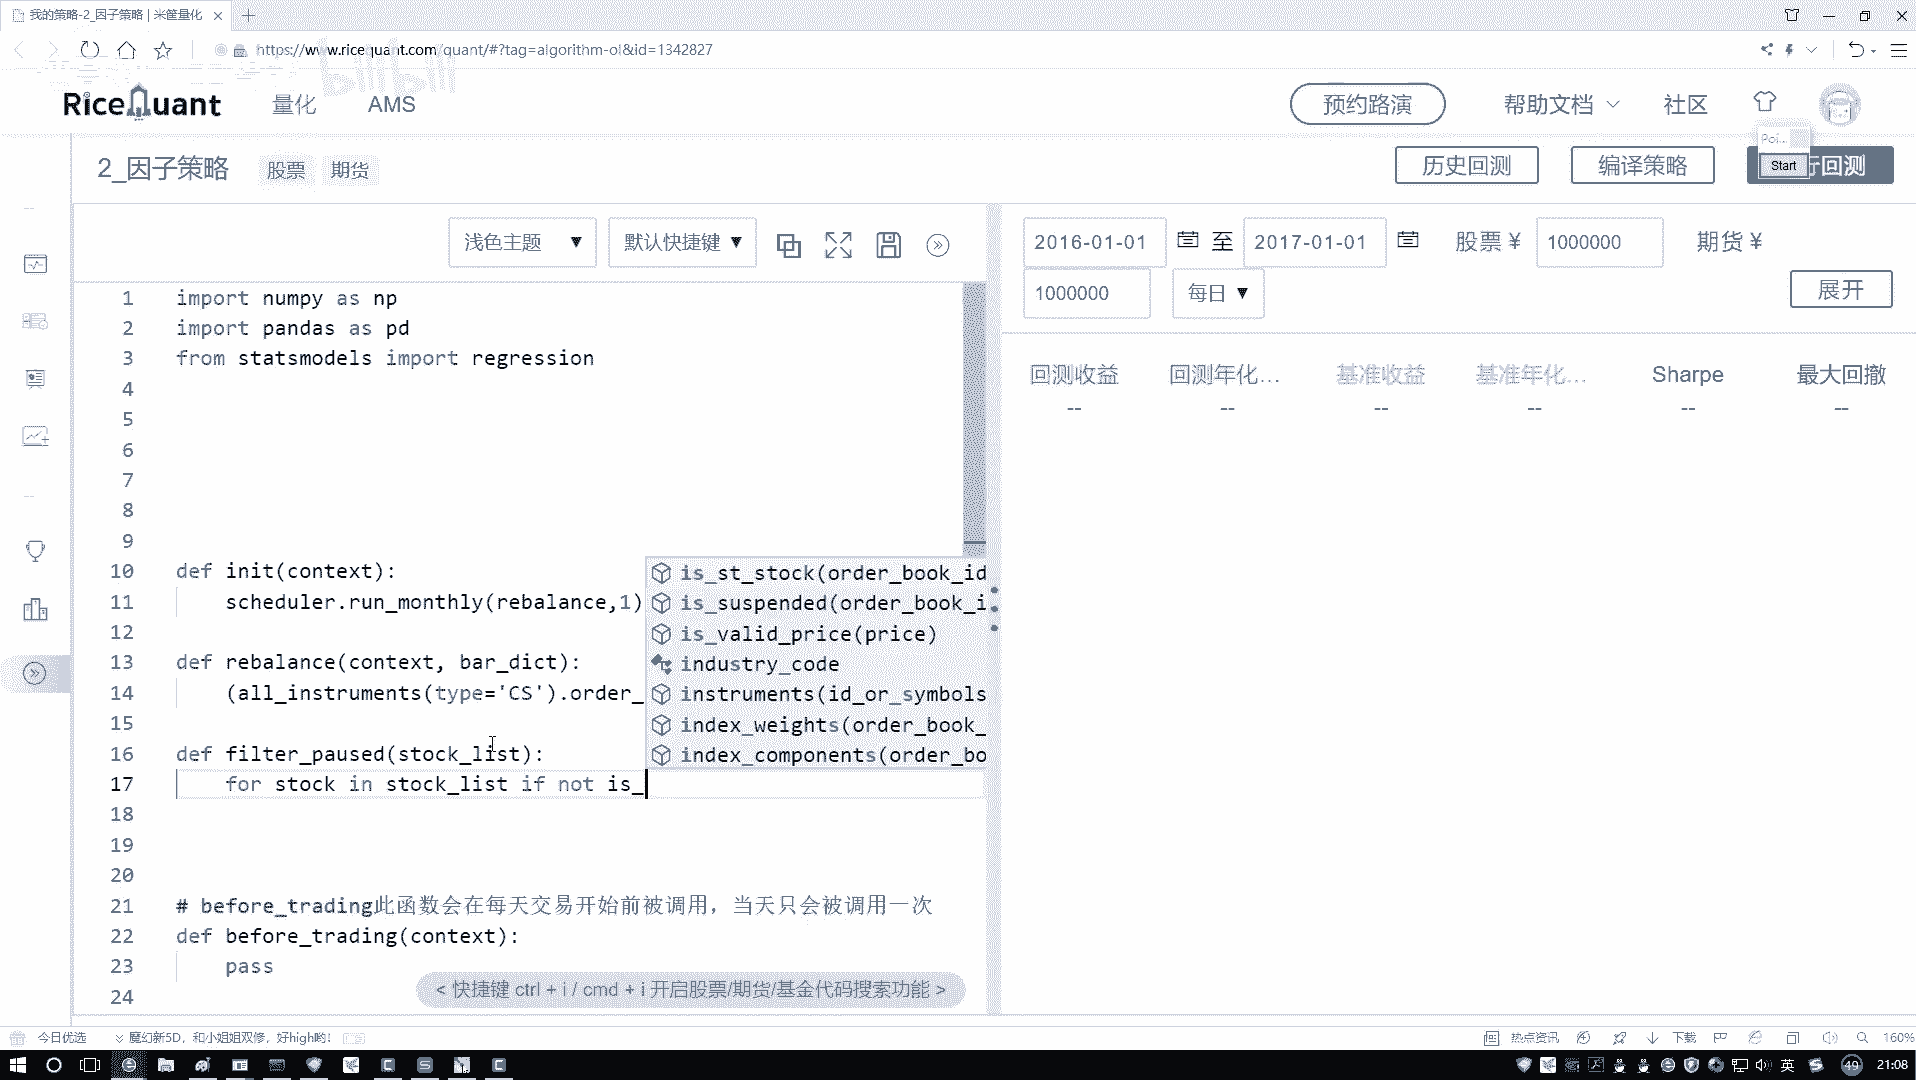 我的策略-2_因子策略 | 米筐量化
https://www.ricequant.com/quant/#?tag=algorithm-ol&id=1342827
bilibili
RiceQuant 量化 AMS 预约路演 帮助文档 社区
Poi...
Start
2_因子策略 股票 期货 历史回测 编译策略 行回测
浅色主题 默认快捷键
2016-01-01 至 2017-01-01 股票 ¥ 1000000 期货 ¥
1000000 每日 展开
回测收益 回测年化... 基准收益 基准年化... Sharpe 最大回撤
-- -- -- -- -- --
1 import numpy as np
2 import pandas as pd
3 from statsmodels import regression
4
5
6
7
8
9
10 def init(context):
11 scheduler.run_monthly(rebalance,1)
12
13 def rebalance(context, bar_dict):
14 (all_instruments(type='CS').order_
15
16 def filter_paused(stock_list):
17 for stock in stock_list if not is_
18
19
20
21 # before_trading此函数会在每天交易开始前被调用，当天只会被调用一次
22 def before_trading(context):
23 pass
24
is_st_stock(order_book_id
is_suspended(order_book_i
is_valid_price(price)
industry_code
instruments(id_or_symbols
index_weights(order_book_
index_components(order_bo
< 快捷键 ctrl + i / cmd + i 开启股票/期货/基金代码搜索功能 >
今日优选 魔幻新5D，和小姐姐双修，好high哟! 热点资讯 下载 160%
英 49 21:08